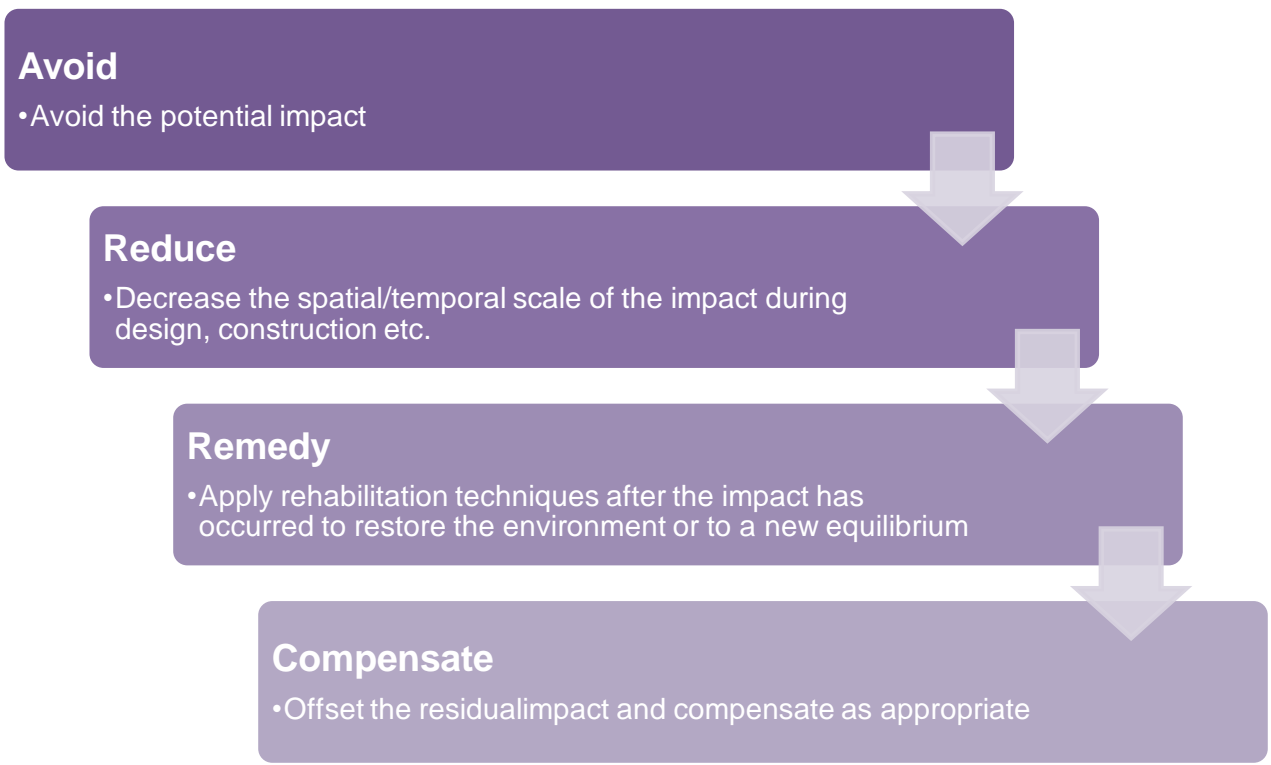 Avoid
•Avoid the potential impact
Reduce
•Decrease the spatial/temporal scale of the impact during
design, construction etc.
Remedy
•Apply rehabilitation techniques after the impact has
occurred to restore the environment or to a new equilibrium
Compensate
•Offset the residualimpact and compensate as appropriate